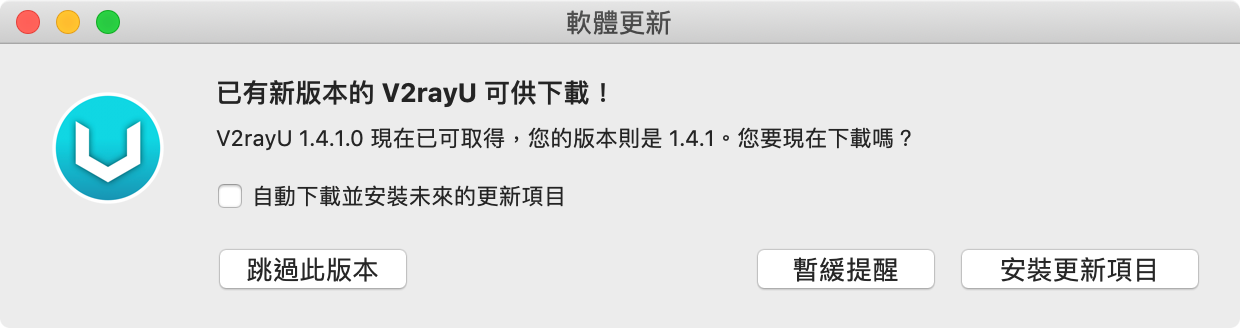 軟體更新
已有新版本的 V2rayU 可供下載！
V2rayU 1.4.1.0 現在已可取得，您的版本則是 1.4.1。您要現在下載嗎？
自動下載並安裝未來的更新項目
跳過此版本
暫緩提醒
安裝更新項目